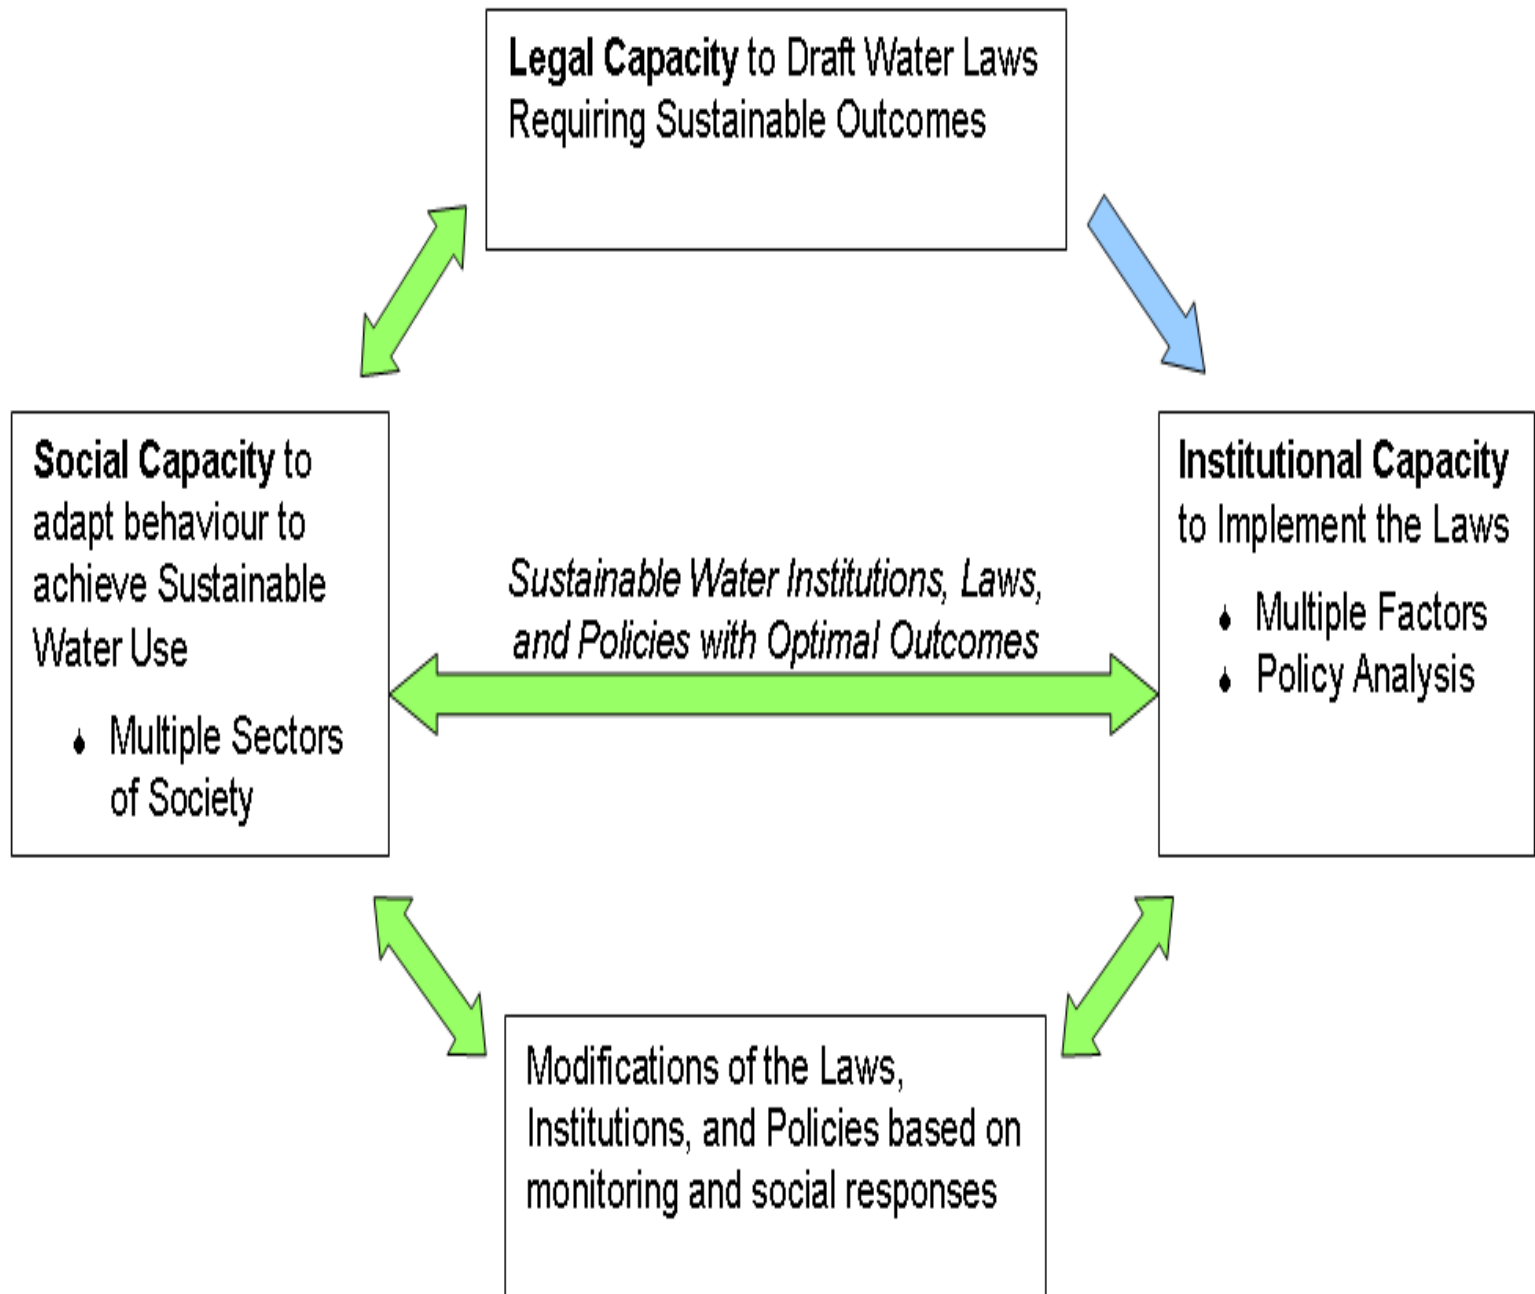 Legal Capacity to Draft Water Laws
Requiring Sustainable Outcomes
Social Capacity to
adapt behaviour to
achieve Sustainable
Water Use
Multiple Sectors
of Society
Sustainable Water Institutions, Laws,
and Policies with Optimal Outcomes
Institutional Capacity
to Implement the Laws
Multiple Factors
Policy Analysis
Modifications of the Laws,
Institutions, and Policies based on
monitoring and social responses